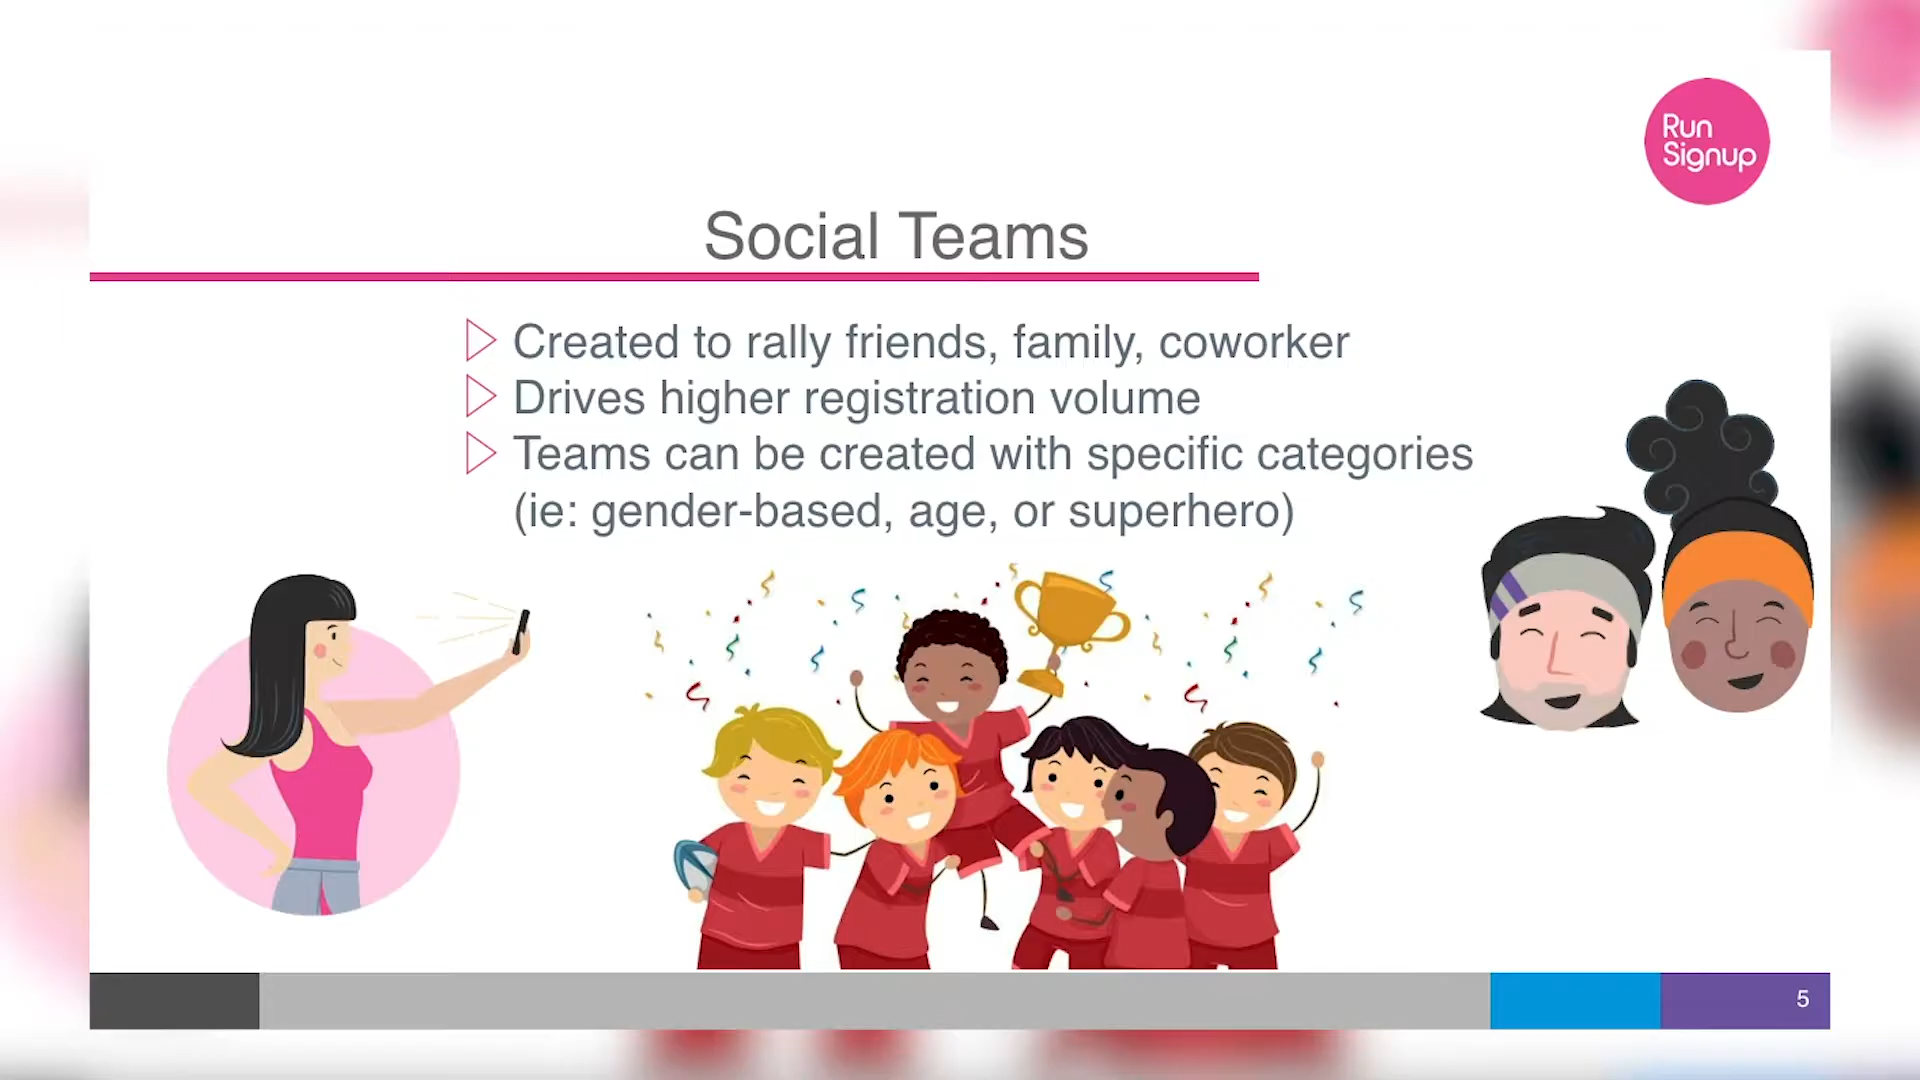 Run
Signup
Social Teams
Created to rally friends, family, coworker
Drives higher registration volume
Teams can be created with specific categories
(ie: gender-based, age, or superhero)
5